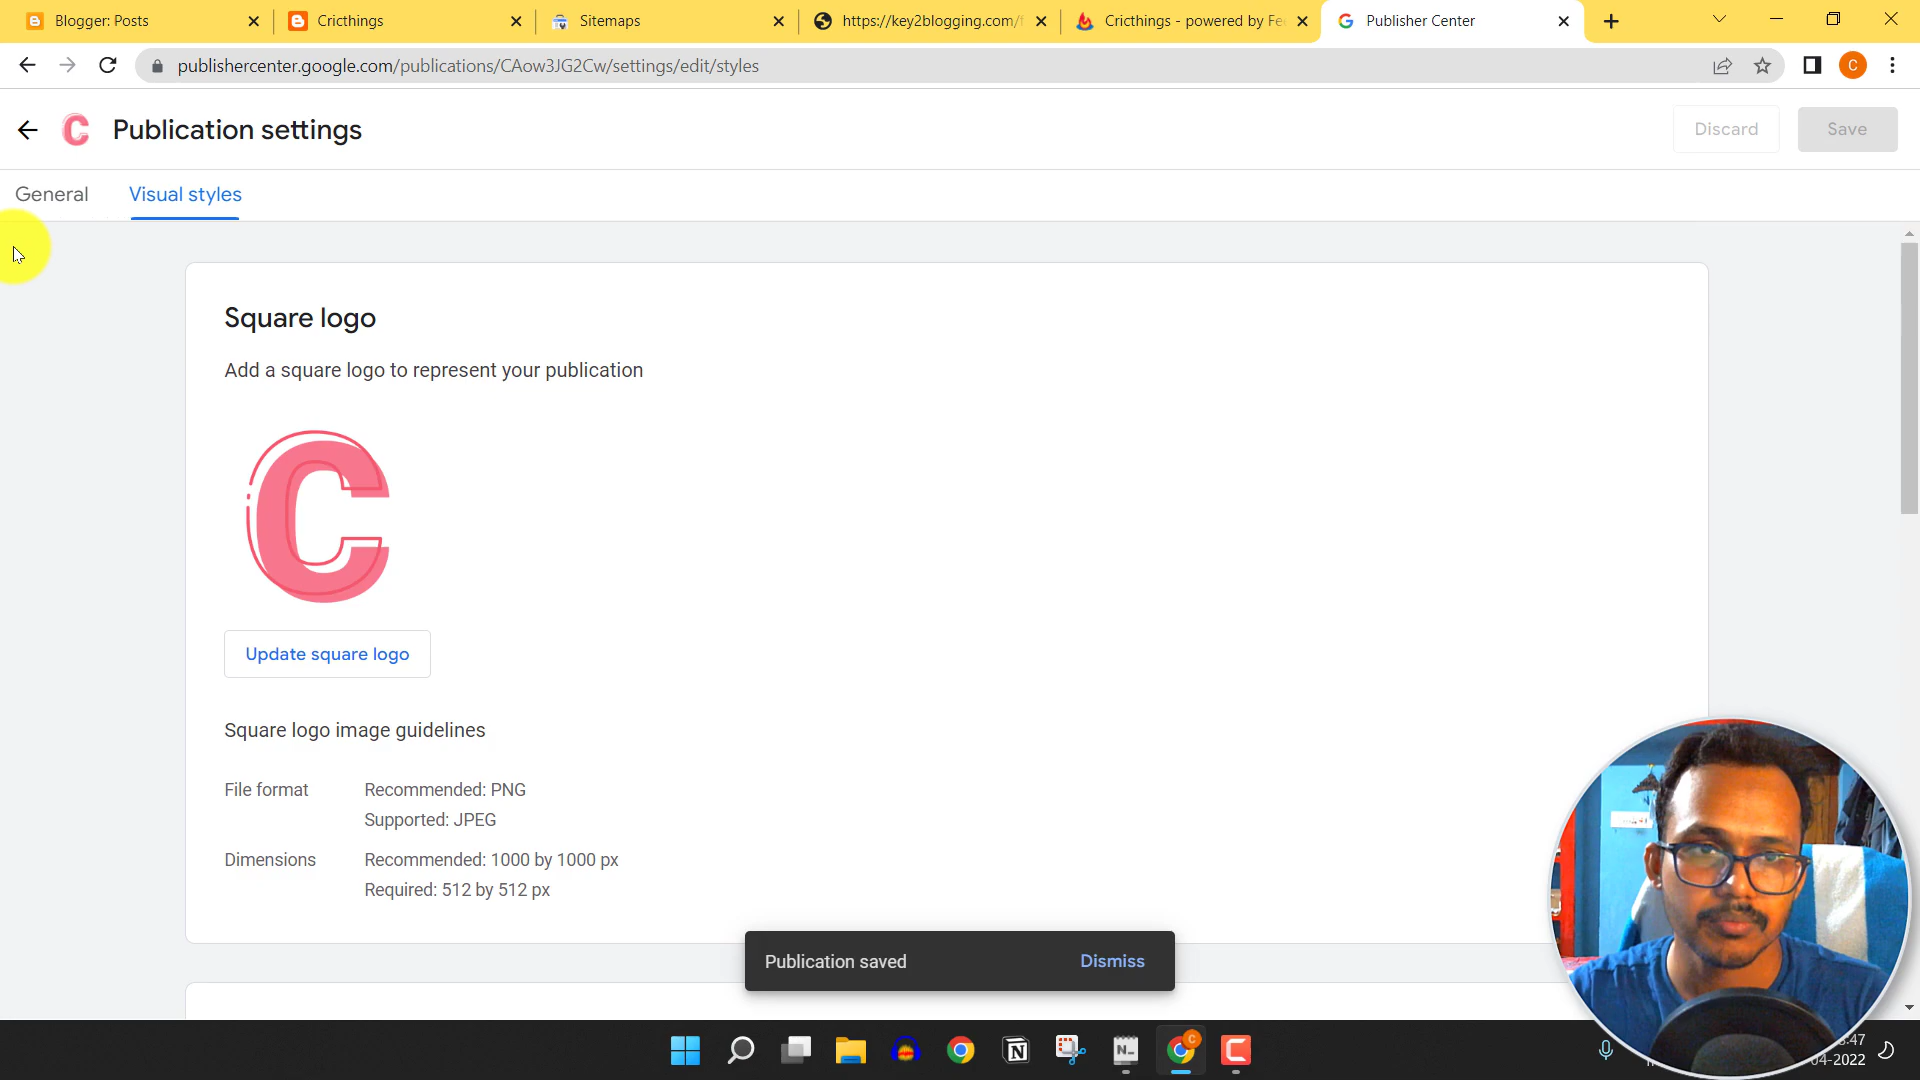 Blogger: Posts
Cricthings
Sitemaps
https://key2blogging.com/
Cricthings - powered by
Publisher Center
publishercenter.google.com/publications/CAow3JG2Cw/settings/edit/styles
C
C
Publication settings
Discard
Save
General
Visual styles
Square logo
Add a square logo to represent your publication
C
Update square logo
Square logo image guidelines
File format
Recommended: PNG
Supported: JPEG
Dimensions
Recommended: 1000 by 1000 px
Required: 512 by 512 px
Publication saved
Dismiss
04-2022